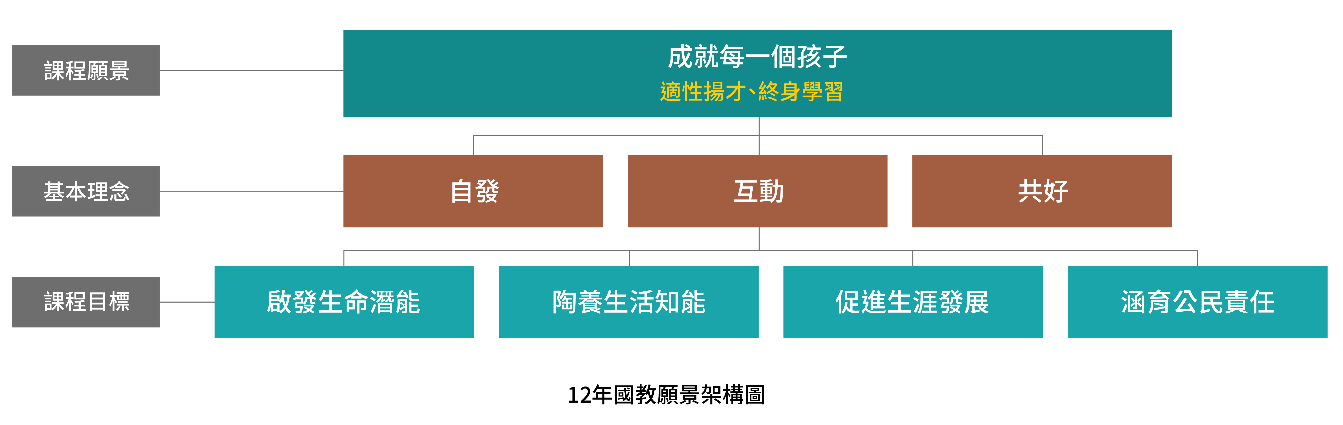 課程願景
成就每一個孩子
適性揚才、終身學習
基本理念
自發
互動
共好
課程目標
啟發生命潛能
陶養生活知能
促進生涯發展
涵育公民責任
12年國教願景架構圖